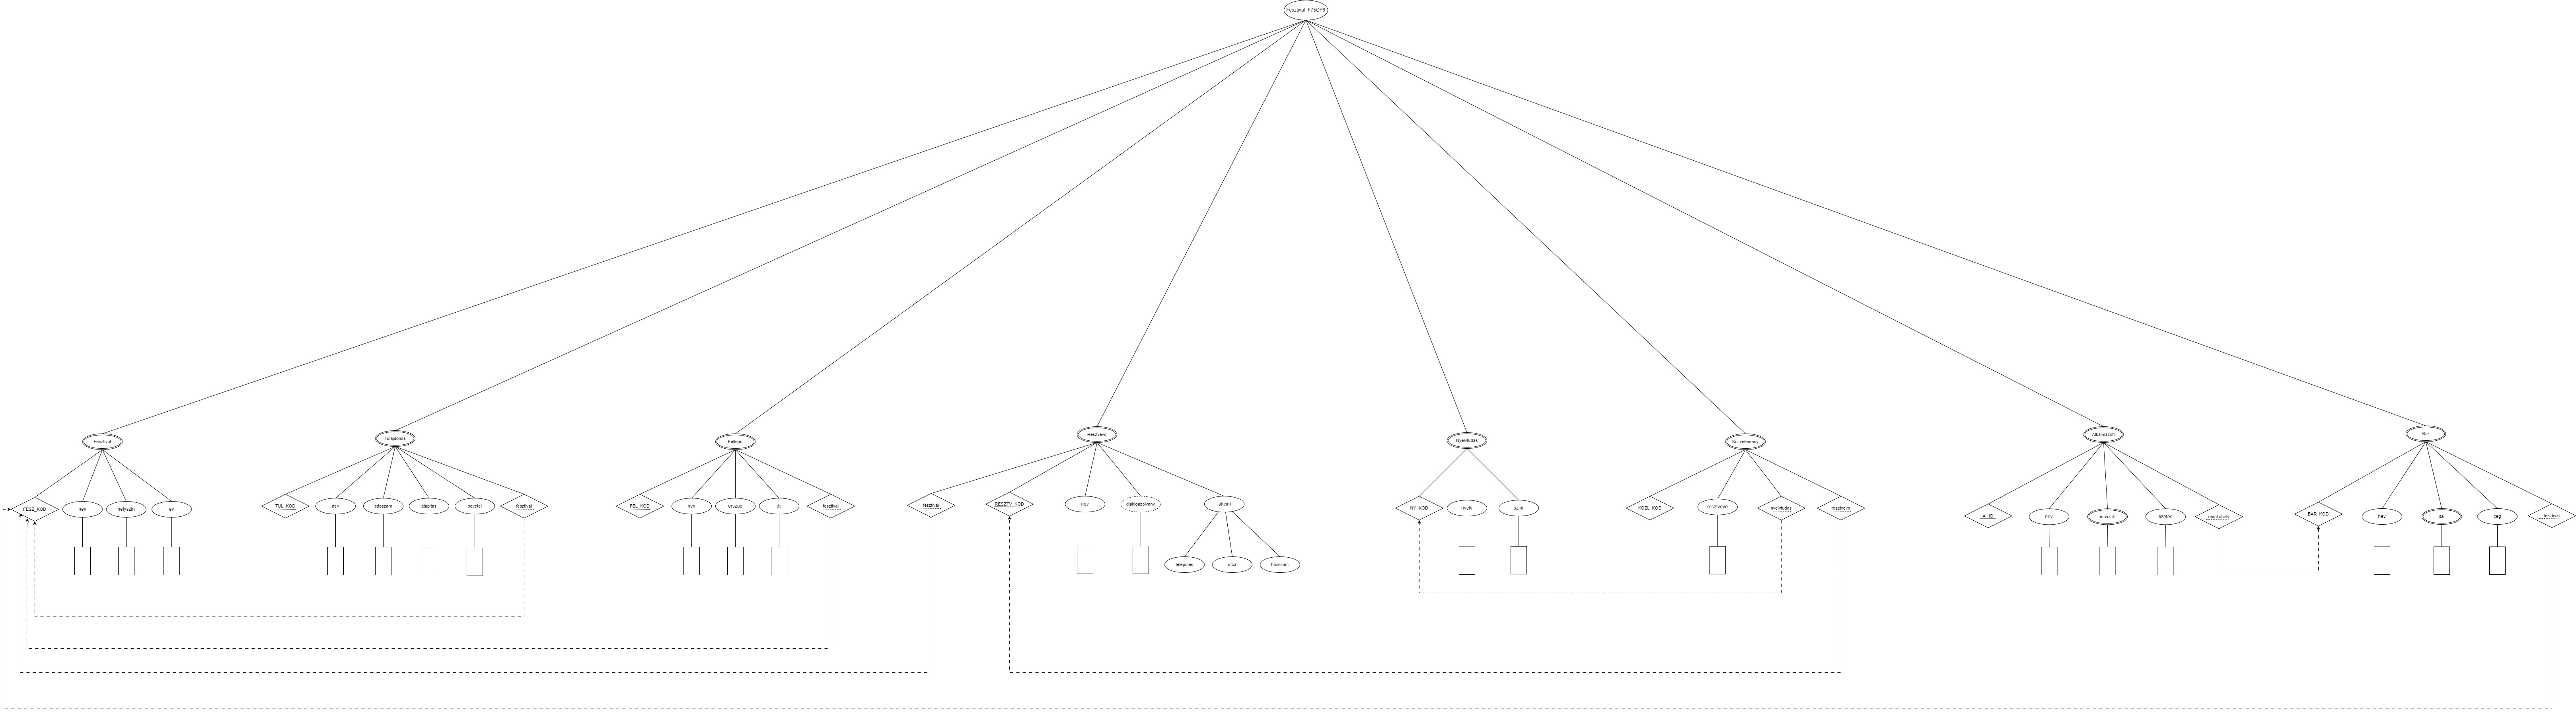 Fesztival_F75CF6
Fesztival
Tulajdonos
Fellepo
Resztvevo
Nyelvtudas
Kozvelemeny
Alkalmazott
Bar
FESZ_KOD
nev
helyszin
ev
TUL_KOD
nev
adoszam
alapitas
bevetel
fesztival
FEL_KOD
nev
orszag
dij
fesztival
fesztival
RESZTV_KOD
nev
diakigazolvany
lakcim
telepules
utca
hazszam
NY_KOD
nyelv
szint
KOZL_KOD
resztvevo
nyelvtudas
resztvevo
A_ID
nev
muszak
fizetes
munkahely
BAR_KOD
nev
ital
ceg
fesztival